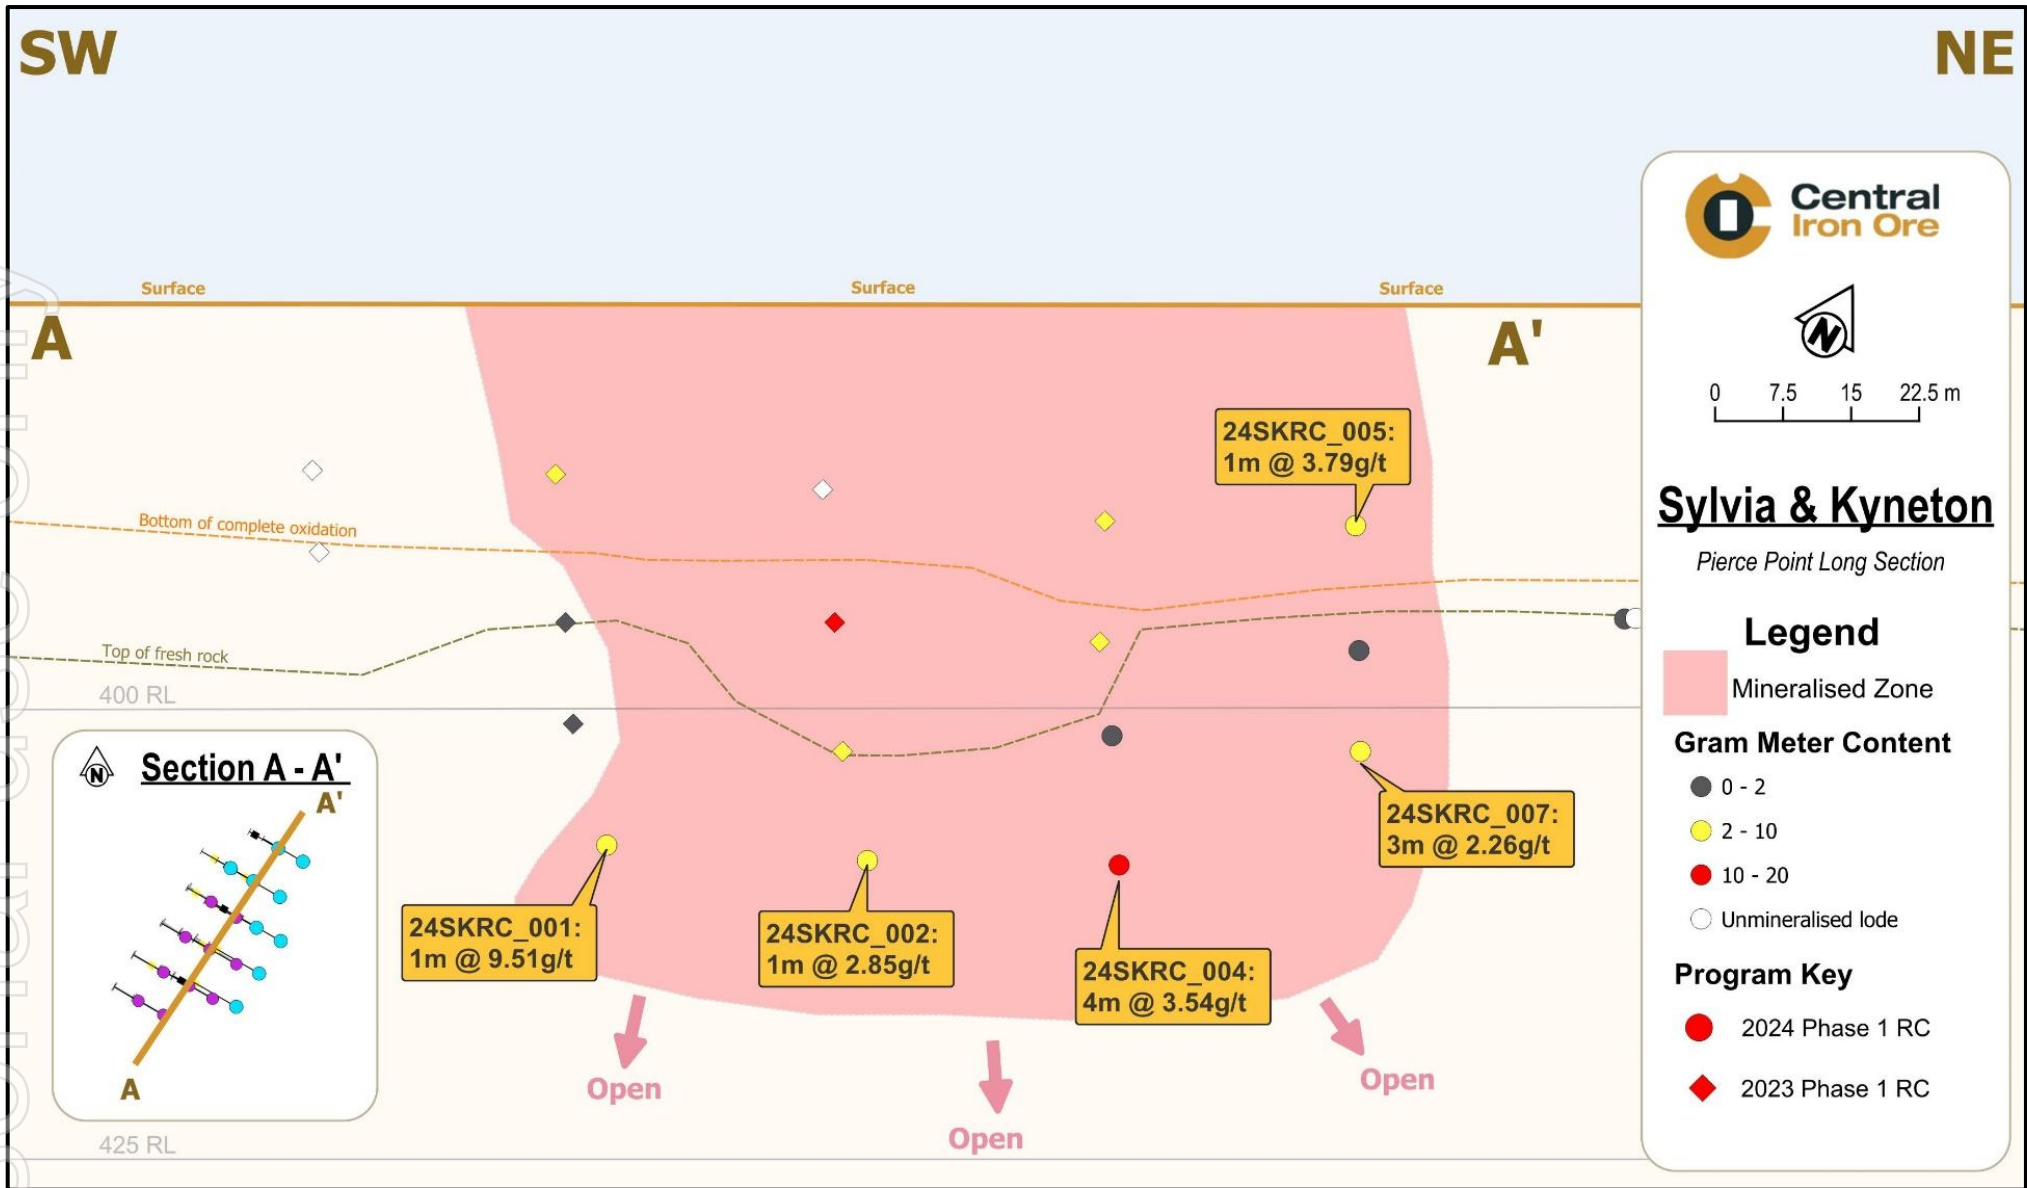 SW
NE
Surface
Surface
Surface
A
A'
Central
Iron Ore
N
0 7.5 15 22.5 m
Sylvia & Kyneton
Pierce Point Long Section
Legend
Mineralised Zone
Gram Meter Content
0 - 2
2 - 10
10 - 20
Unmineralised lode
Program Key
2024 Phase 1 RC
2023 Phase 1 RC
24SKRC_005:
1m @ 3.79g/t
Bottom of complete oxidation
Top of fresh rock
400 RL
24SKRC_007:
3m @ 2.26g/t
24SKRC_001:
1m @ 9.51g/t
24SKRC_002:
1m @ 2.85g/t
24SKRC_004:
4m @ 3.54g/t
N
Section A - A'
A'
A
Open
Open
Open
425 RL